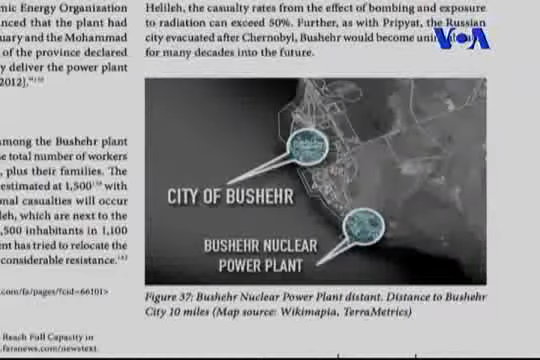 mic Energy Organization
nced that the plant had
uary and the Mohammad
of the province declared
y deliver the power plant
2012].
among the Bushehr plant
e total number of workers
, plus their families. The
estimated at 1,500 with
onal casualties will occur
leh, which are next to the
,500 inhabitants in 1,100
ent has tried to relocate the
considerable resistance.
com/fa/pages/?cid=66101>
Reach Full Capacity in
.farsnews.com/newstext.
Helileh, the casualty rates from the effect of bombing and exposure
to radiation can exceed 50%. Further, as with Pripyat, the Russian
city evacuated after Chernobyl, Bushehr would become
for many decades into the future.
VOA
CITY OF BUSHEHR
BUSHEHR NUCLEAR
POWER PLANT
Figure 37: Bushehr Nuclear Power Plant distant. Distance to Bushehr
City 10 miles (Map source: Wikimapia, TerraMetrics)